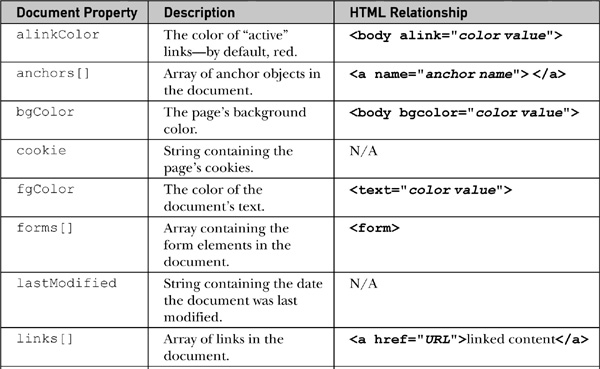 Document Property Description HTML Relationship
alinkColor The color of “active” <body alink="color value">
links—by default, red.
anchors[] Array of anchor objects in <a name="anchor name"> </a>
the document.
bgColor The page’s background <body bgcolor="color value">
color.
cookie String containing the N/A
page’s cookies.
fgColor The color of the <text="color value">
document’s text.
forms[] Array containing the <form>
form elements in the
document.
lastModified String containing the date N/A
the document was last
modified.
links[] Array of links in the <a href="URL">linked content</a>
document.